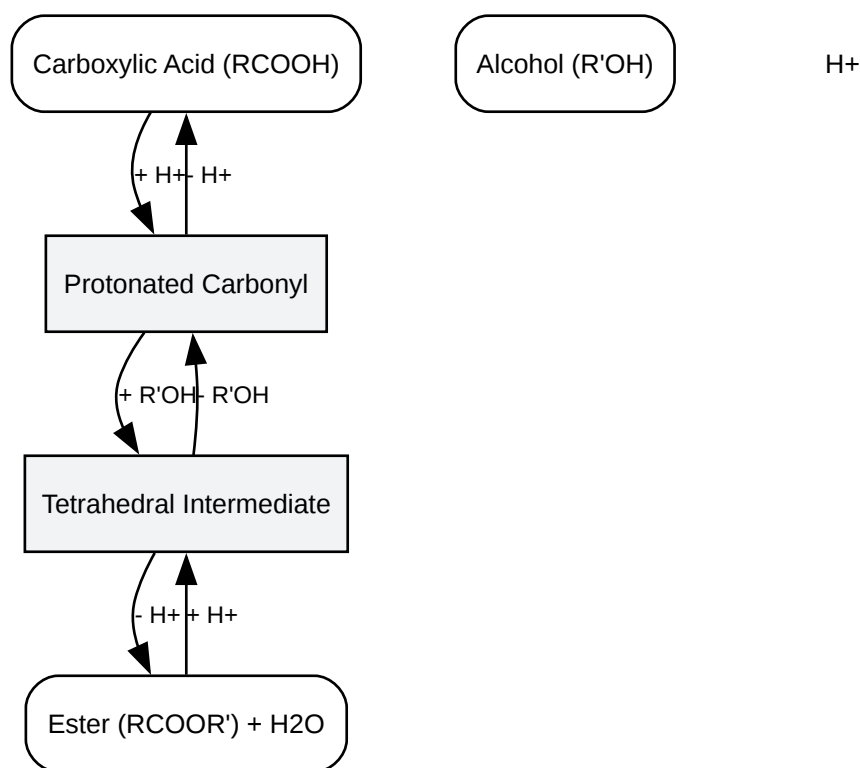 Carboxylic Acid (RCOOH)
Alcohol (R'OH)
H+
+ H+
- H+
Protonated Carbonyl
+ R'OH
- R'OH
Tetrahedral Intermediate
- H+
+ H+
Ester (RCOOR') + H2O